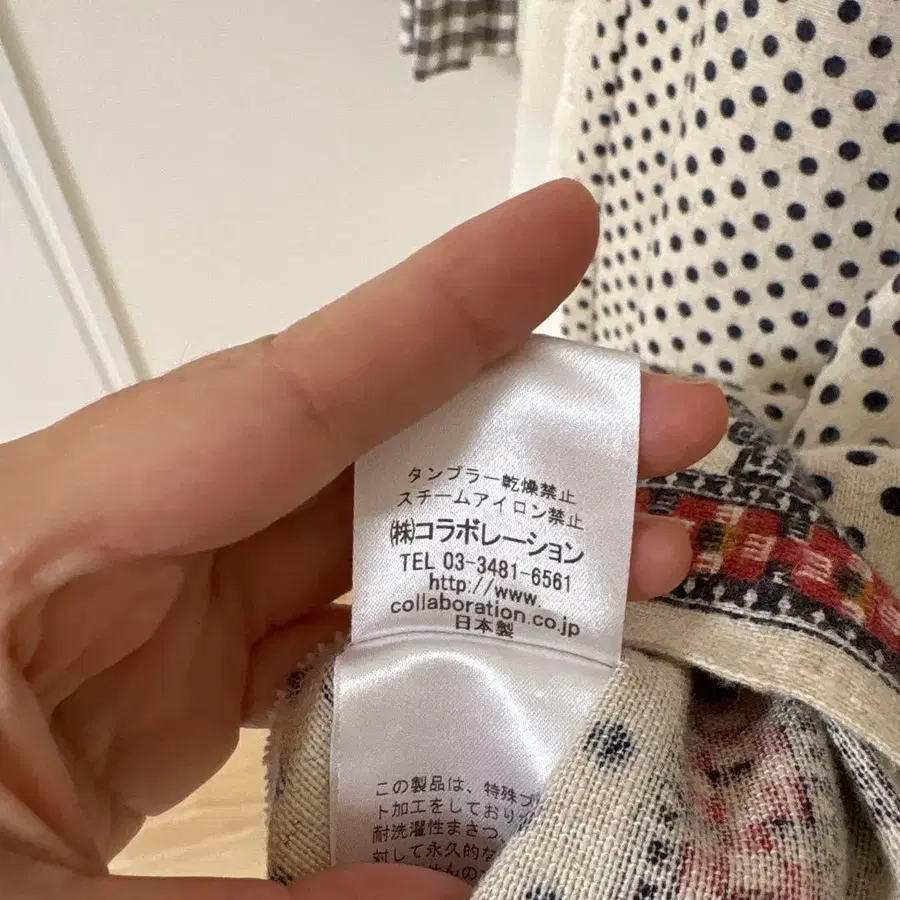 タンブラー乾燥禁止
スチームアイロン禁止
㈱コラボレーション
TEL 03-3481-6561
http://www.
collaboration.co.jp
日本製
この製品は、特殊プ
ト加工をしており
耐洗濯性まさつ
対して永久的な